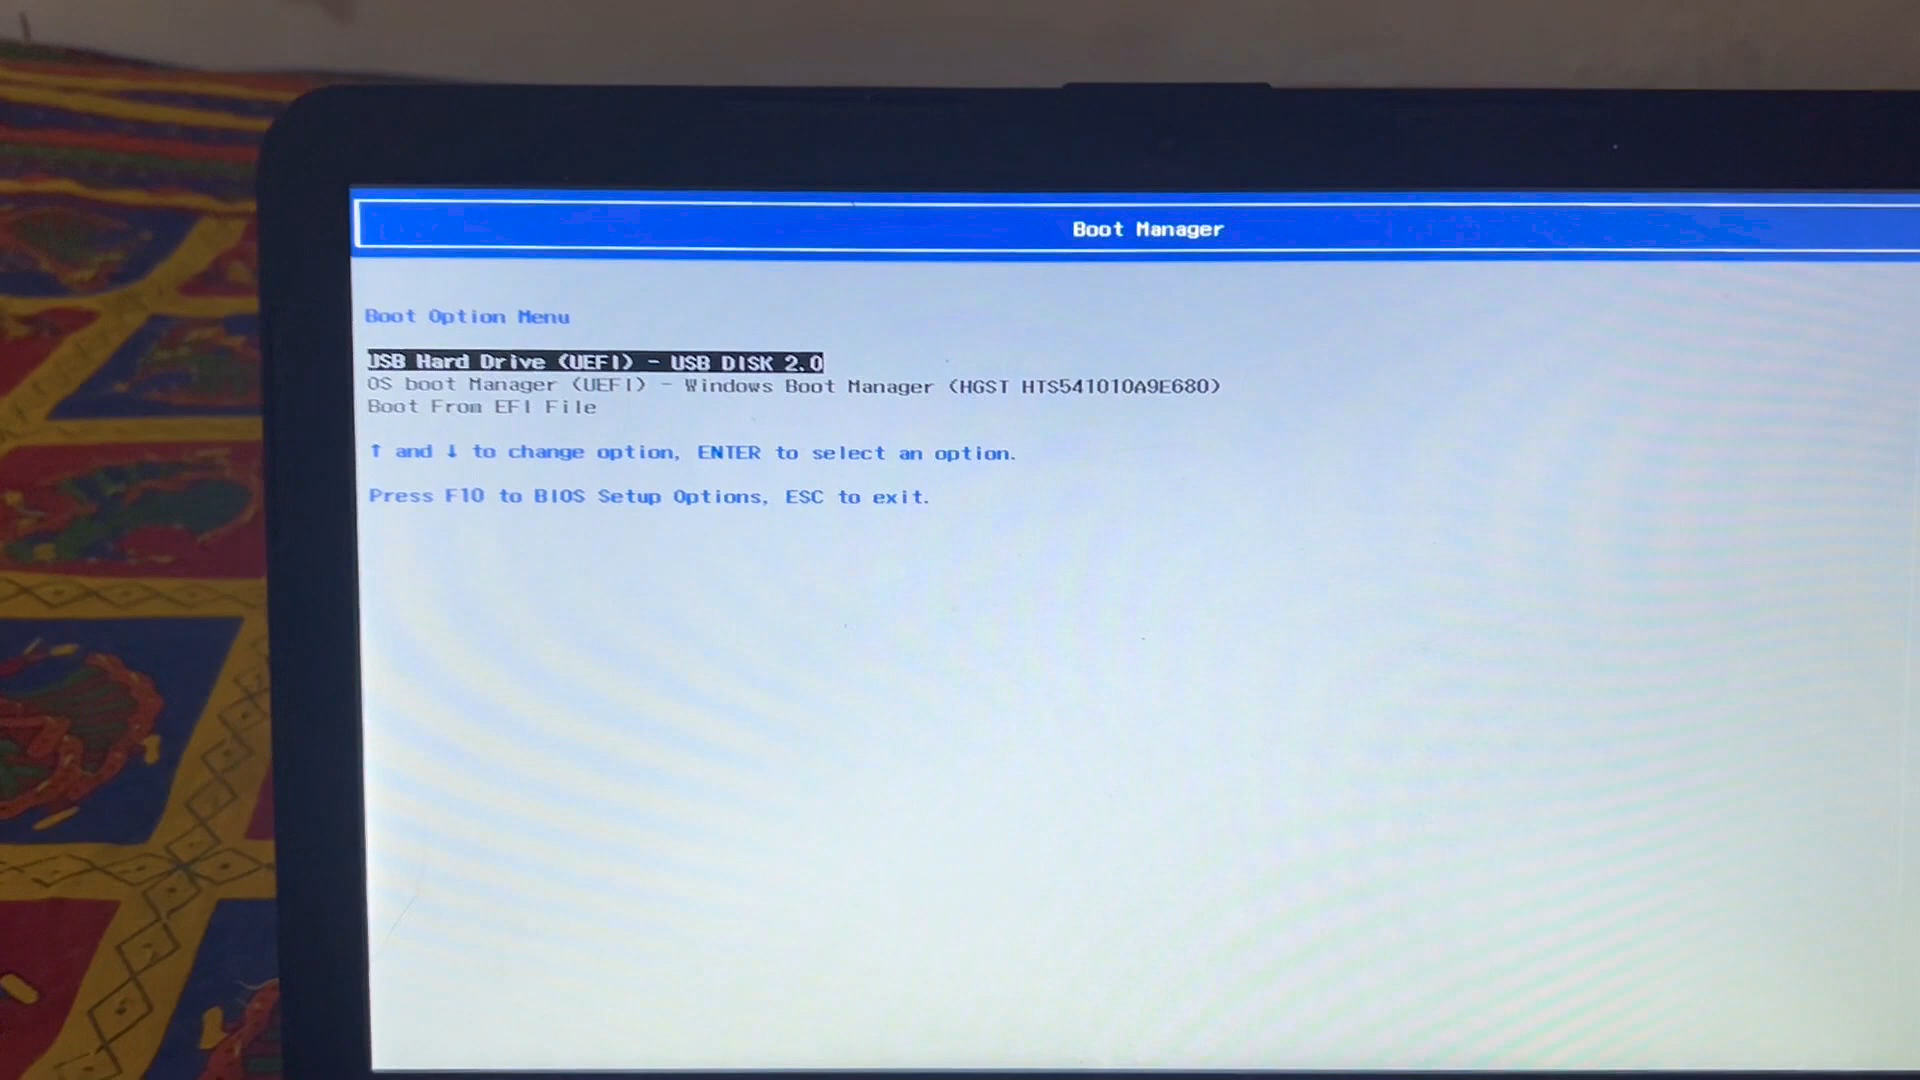 Boot Manager
Boot Option Menu
USB Hard Drive (UEFI) - USB DISK 2.0
OS boot Manager (UEFI) - Windows Boot Manager (HGST HTS541010A9E680)
Boot From EFI File
↑ and ↓ to change option, ENTER to select an option.
Press F10 to BIOS Setup Options, ESC to exit.